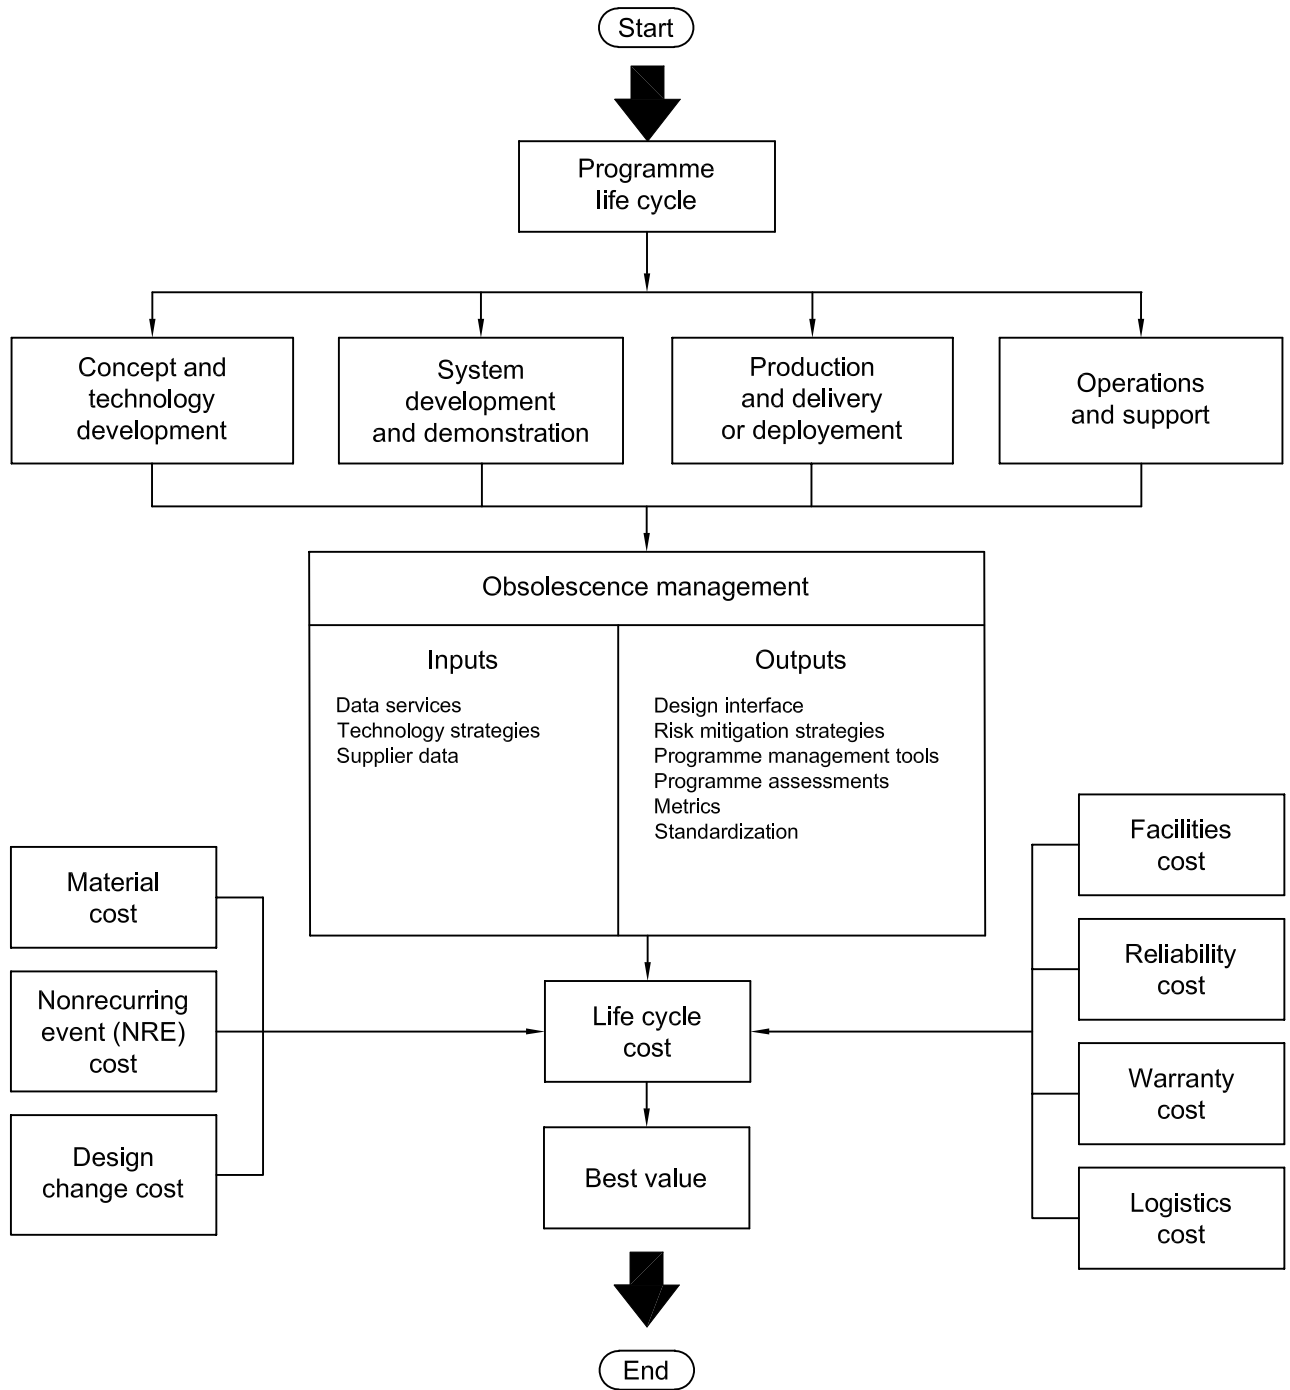 Start
Programme
life cycle
Concept and
technology
development
System
development
and demonstration
Production
and delivery
or deployement
Operations
and support
Obsolescence management
Inputs
Data services
Technology strategies
Supplier data
Outputs
Design interface
Risk mitigation strategies
Programme management tools
Programme assessments
Metrics
Standardization
Material
cost
Nonrecurring
event (NRE)
cost
Design
change cost
Life cycle
cost
Best value
Facilities
cost
Reliability
cost
Warranty
cost
Logistics
cost
End